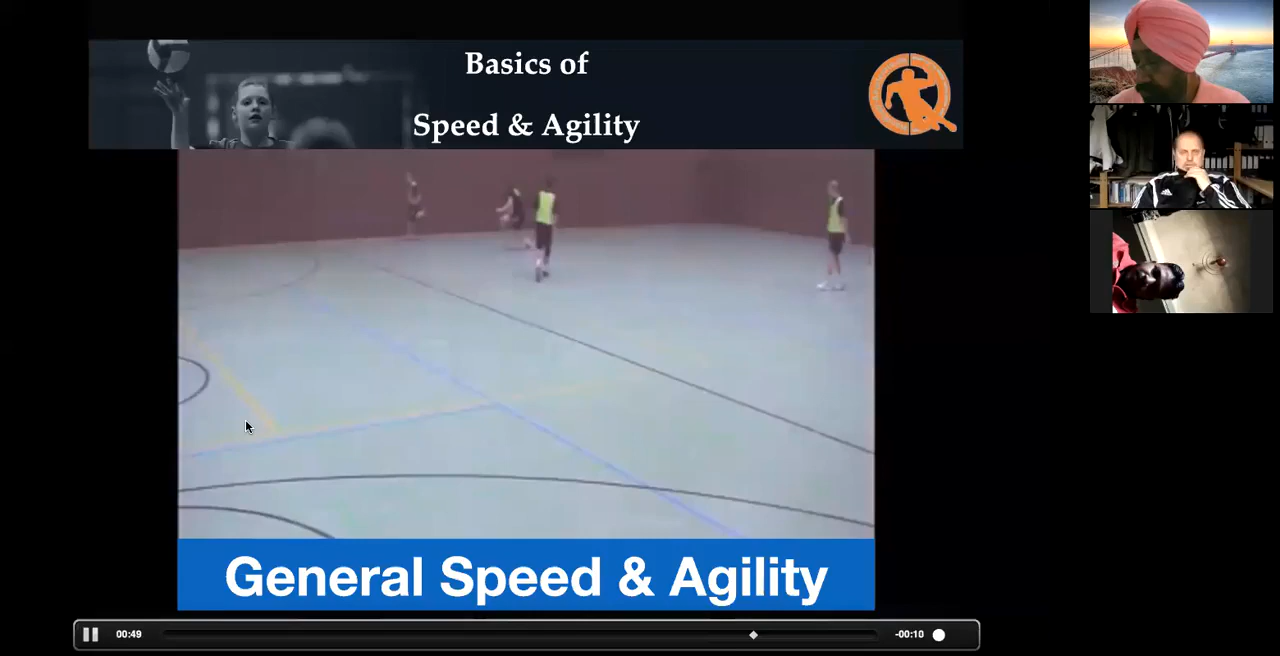 Basics of
Speed & Agility
General Speed & Agility
00:49
-00:10